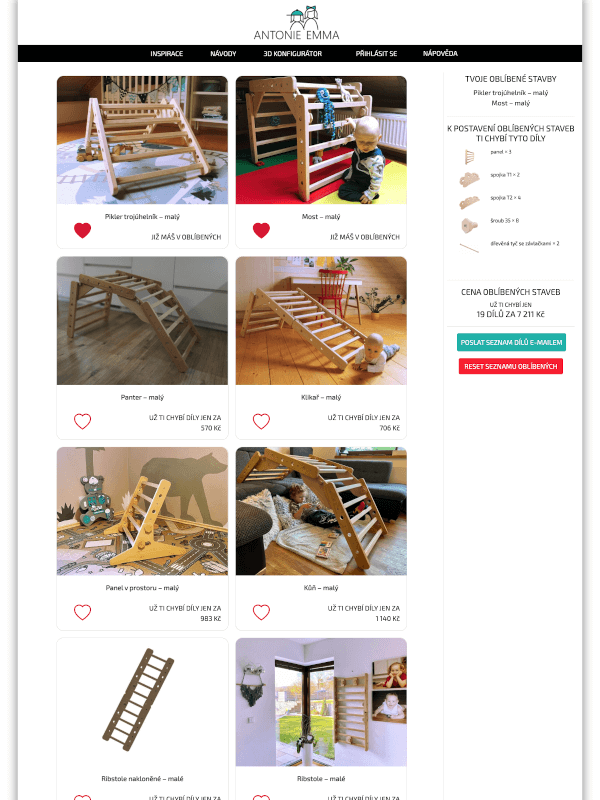 ANTONIE EMMA
INSPIRACE NÁVODY 3D KONFIGURÁTOR PŘIHLÁSIT SE NÁPOVĚDA
Pikler trojúhelník – malý
JIŽ MÁŠ V OBLÍBENÝCH
Most – malý
JIŽ MÁŠ V OBLÍBENÝCH
Panter – malý
UŽ TI CHYBÍ DÍLY JEN ZA
570 Kč
Klikař – malý
UŽ TI CHYBÍ DÍLY JEN ZA
706 Kč
Panel v prostoru – malý
UŽ TI CHYBÍ DÍLY JEN ZA
983 Kč
Kůň – malý
UŽ TI CHYBÍ DÍLY JEN ZA
1 140 Kč
Ribstole nakloněné – malé
UŽ TI CHYBÍ DÍLY JEN ZA
Ribstole – malé
UŽ TI CHYBÍ DÍLY JEN ZA
TVOJE OBLÍBENÉ STAVBY
Pikler trojúhelník – malý
Most – malý
K POSTAVENÍ OBLÍBENÝCH STAVEB
TI CHYBÍ TYTO DÍLY
panel × 3
spojka T1 × 2
spojka T2 × 4
šroub 35 × 8
dřevěná tyč se závlačkami × 2
CENA OBLÍBENÝCH STAVEB
UŽ TI CHYBÍ JEN
19 DÍLŮ ZA 7 211 Kč
POSLAT SEZNAM DÍLŮ E-MAILEM
RESET SEZNAMU OBLÍBENÝCH